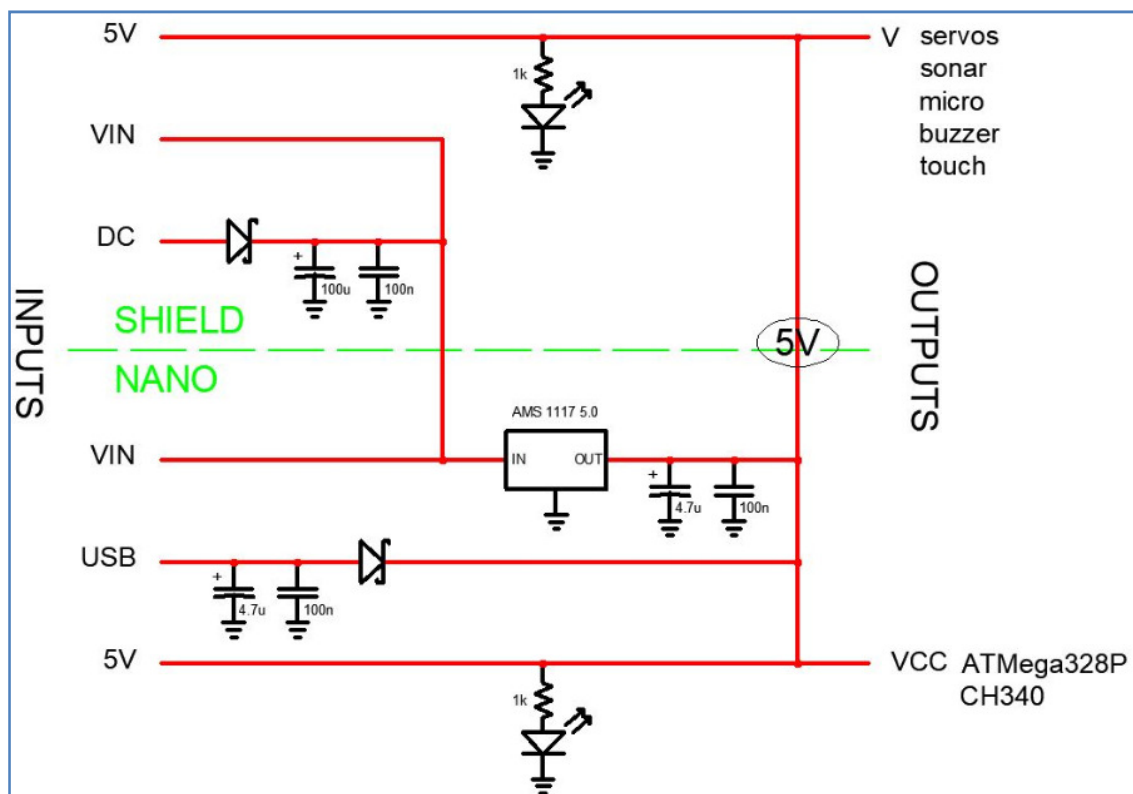 5V
V servos
sonar
micro
buzzer
touch
1k
VIN
DC
+
100u
100n
INPUTS
SHIELD
NANO
5V
OUTPUTS
AMS 1117 5.0
VIN
IN
OUT
+
4.7u
100n
USB
+
4.7u
100n
5V
VCC ATMega328P
CH340
1k